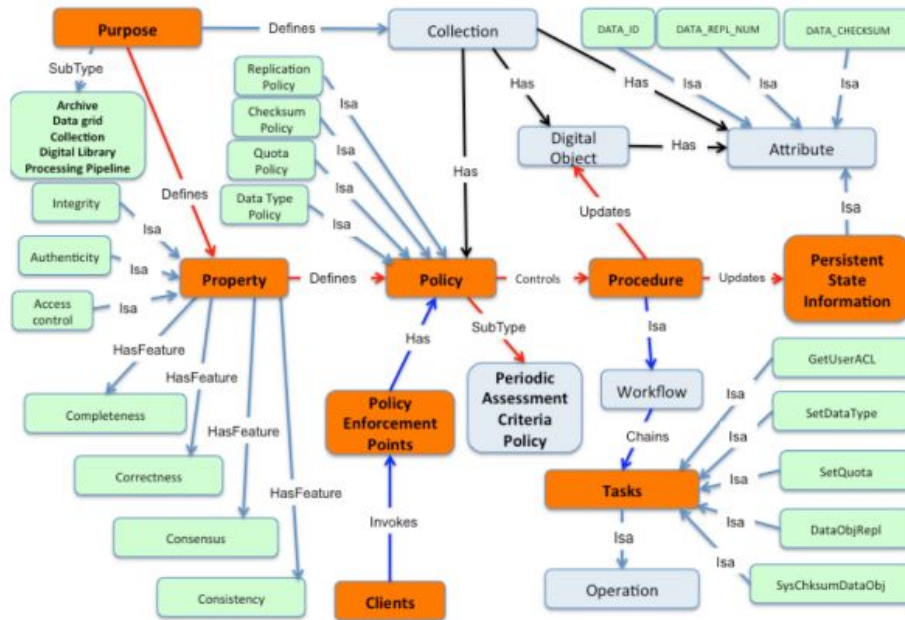 Purpose
Defines
Collection
DATA_ID
DATA_REPL_NUM
DATA_CHECKSUM
SubType
Replication
Policy
Isa
Has
Has
Isa
Isa
Isa
Archive
Data grid
Collection
Digital Library
Processing Pipeline
Checksum
Policy
Isa
Digital
Object
Has
Attribute
Quota
Policy
Isa
Has
Integrity
Isa
Defines
Data Type
Policy
Isa
Updates
Isa
Authenticity
Isa
Property
Defines
Policy
Controls
Procedure
Updates
Persistent
State
Information
Access
control
Isa
HasFeature
Has
SubType
Isa
GetUserACL
HasFeature
Completeness
HasFeature
Policy
Enforcement
Points
Periodic
Assessment
Criteria
Policy
Workflow
Isa
SetDataType
Isa
Chains
Correctness
HasFeature
Tasks
Isa
SetQuota
Invokes
Isa
Isa
DataObjRepl
Consensus
Isa
Consistency
Clients
Operation
SysChksumDataObj